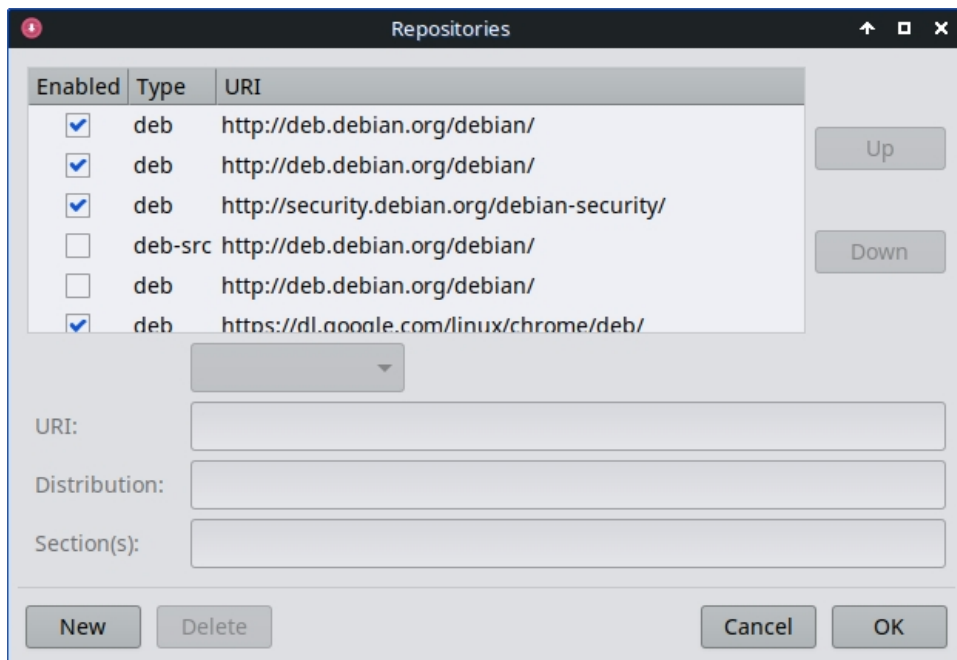 Repositories
Enabled Type URI
deb http://deb.debian.org/debian/
deb http://deb.debian.org/debian/
deb http://security.debian.org/debian-security/
deb-src http://deb.debian.org/debian/
deb http://deb.debian.org/debian/
deb https://dl.google.com/linux/chrome/deb/
Up
Down
URI:
Distribution:
Section(s):
New Delete Cancel OK